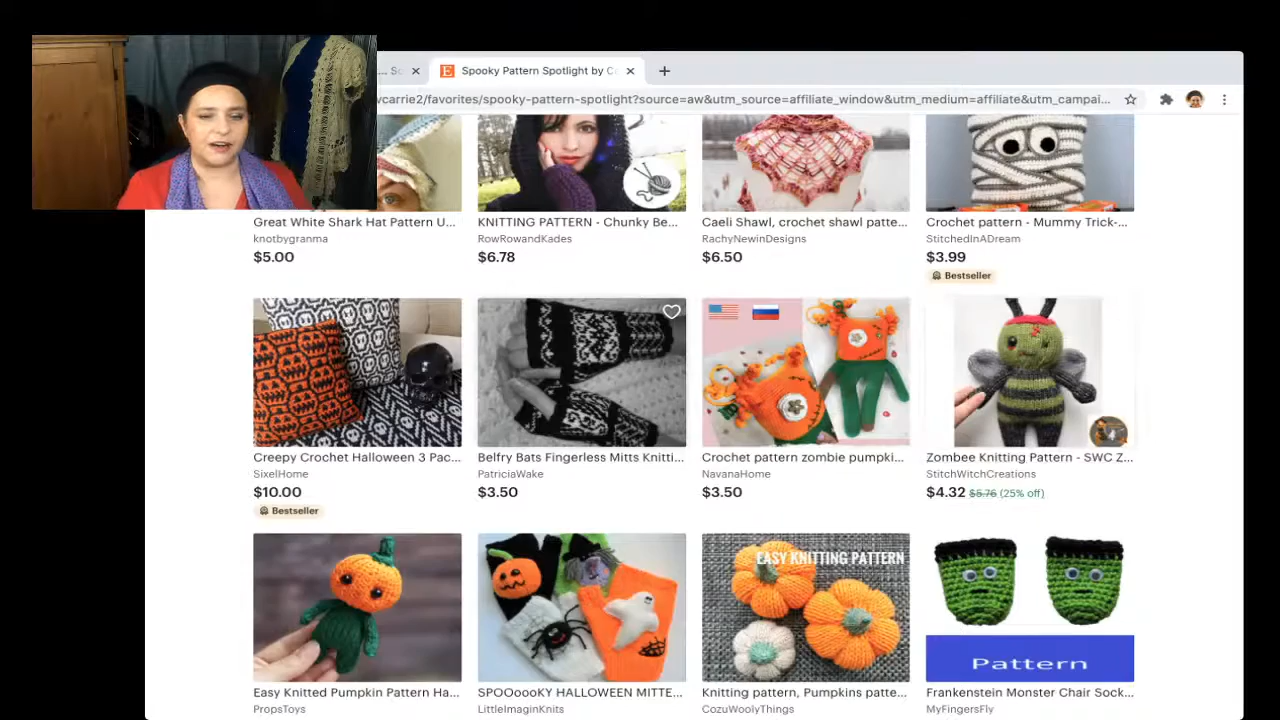 ... Sc
Spooky Pattern Spotlight by C
vcarrie2/favorites/spooky-pattern-spotlight?source=aw&utm_source=affiliate_window&utm_medium=affiliate&utm_campai...
Great White Shark Hat Pattern U...
knotbygranma
$5.00
KNITTING PATTERN - Chunky Be...
RowRowandKades
$6.78
Caeli Shawl, crochet shawl patte...
RachyNewinDesigns
$6.50
Crochet pattern - Mummy Trick-...
StitchedInADream
$3.99
Bestseller
Creepy Crochet Halloween 3 Pac...
SixelHome
$10.00
Bestseller
Belfry Bats Fingerless Mitts Knitti...
PatriciaWake
$3.50
Crochet pattern zombie pumpki...
NavanaHome
$3.50
Zombee Knitting Pattern - SWC Z...
StitchWitchCreations
$4.32 $5.76 (25% off)
Easy Knitted Pumpkin Pattern Ha...
PropsToys
SPOOoooKY HALLOWEEN MITTE...
LittleImaginKnits
EASY KNITTING PATTERN
Knitting pattern, Pumpkins patte...
CozuWoolyThings
Pattern
Frankenstein Monster Chair Sock...
MyFingersFly